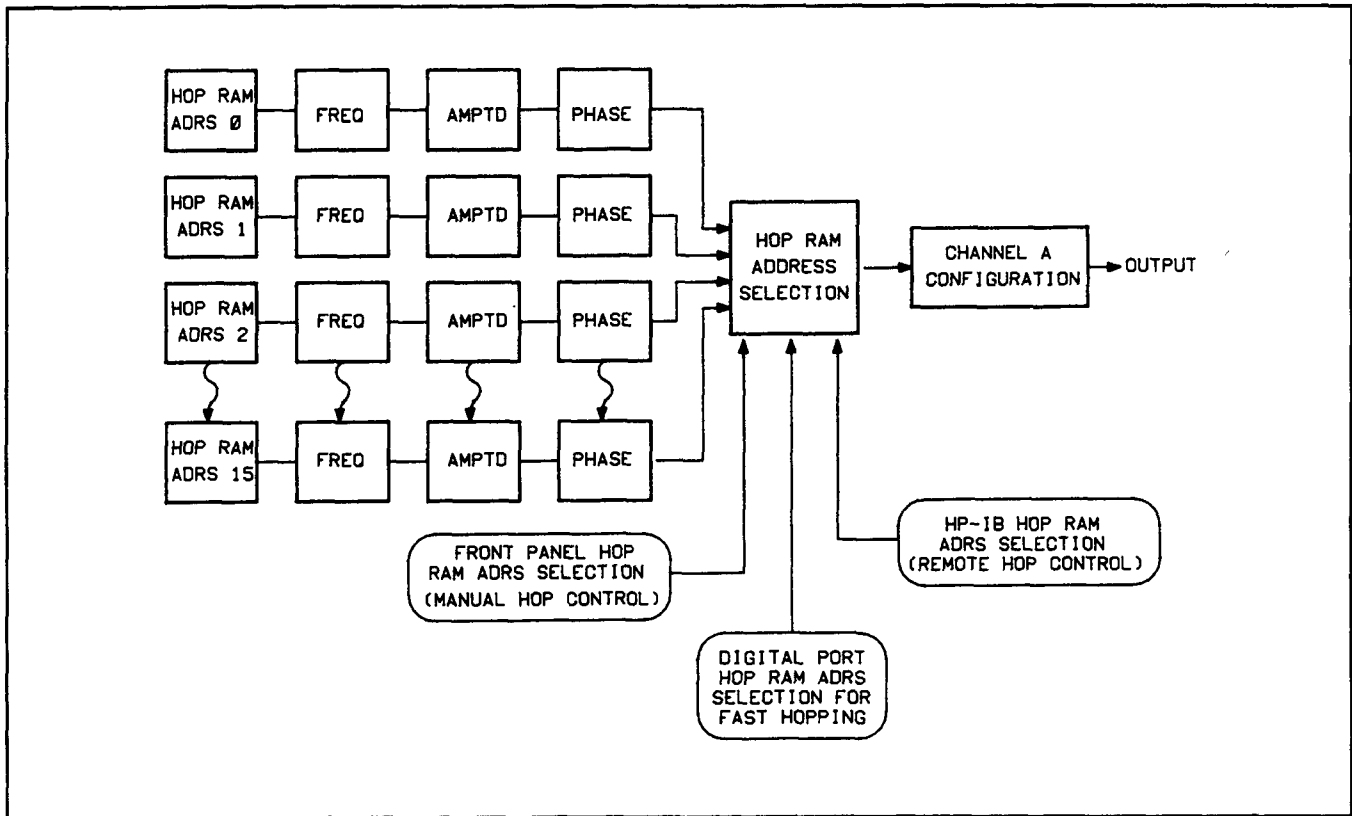 HOP RAM
ADRS Ø
FREQ
AMPTD
PHASE
HOP RAM
ADRS 1
FREQ
AMPTD
PHASE
HOP RAM
ADRS 2
FREQ
AMPTD
PHASE
HOP RAM
ADRS 15
FREQ
AMPTD
PHASE
HOP RAM
ADDRESS
SELECTION
CHANNEL A
CONFIGURATION
OUTPUT
FRONT PANEL HOP
RAM ADRS SELECTION
(MANUAL HOP CONTROL)
DIGITAL PORT
HOP RAM ADRS
SELECTION FOR
FAST HOPPING
HP-IB HOP RAM
ADRS SELECTION
(REMOTE HOP CONTROL)